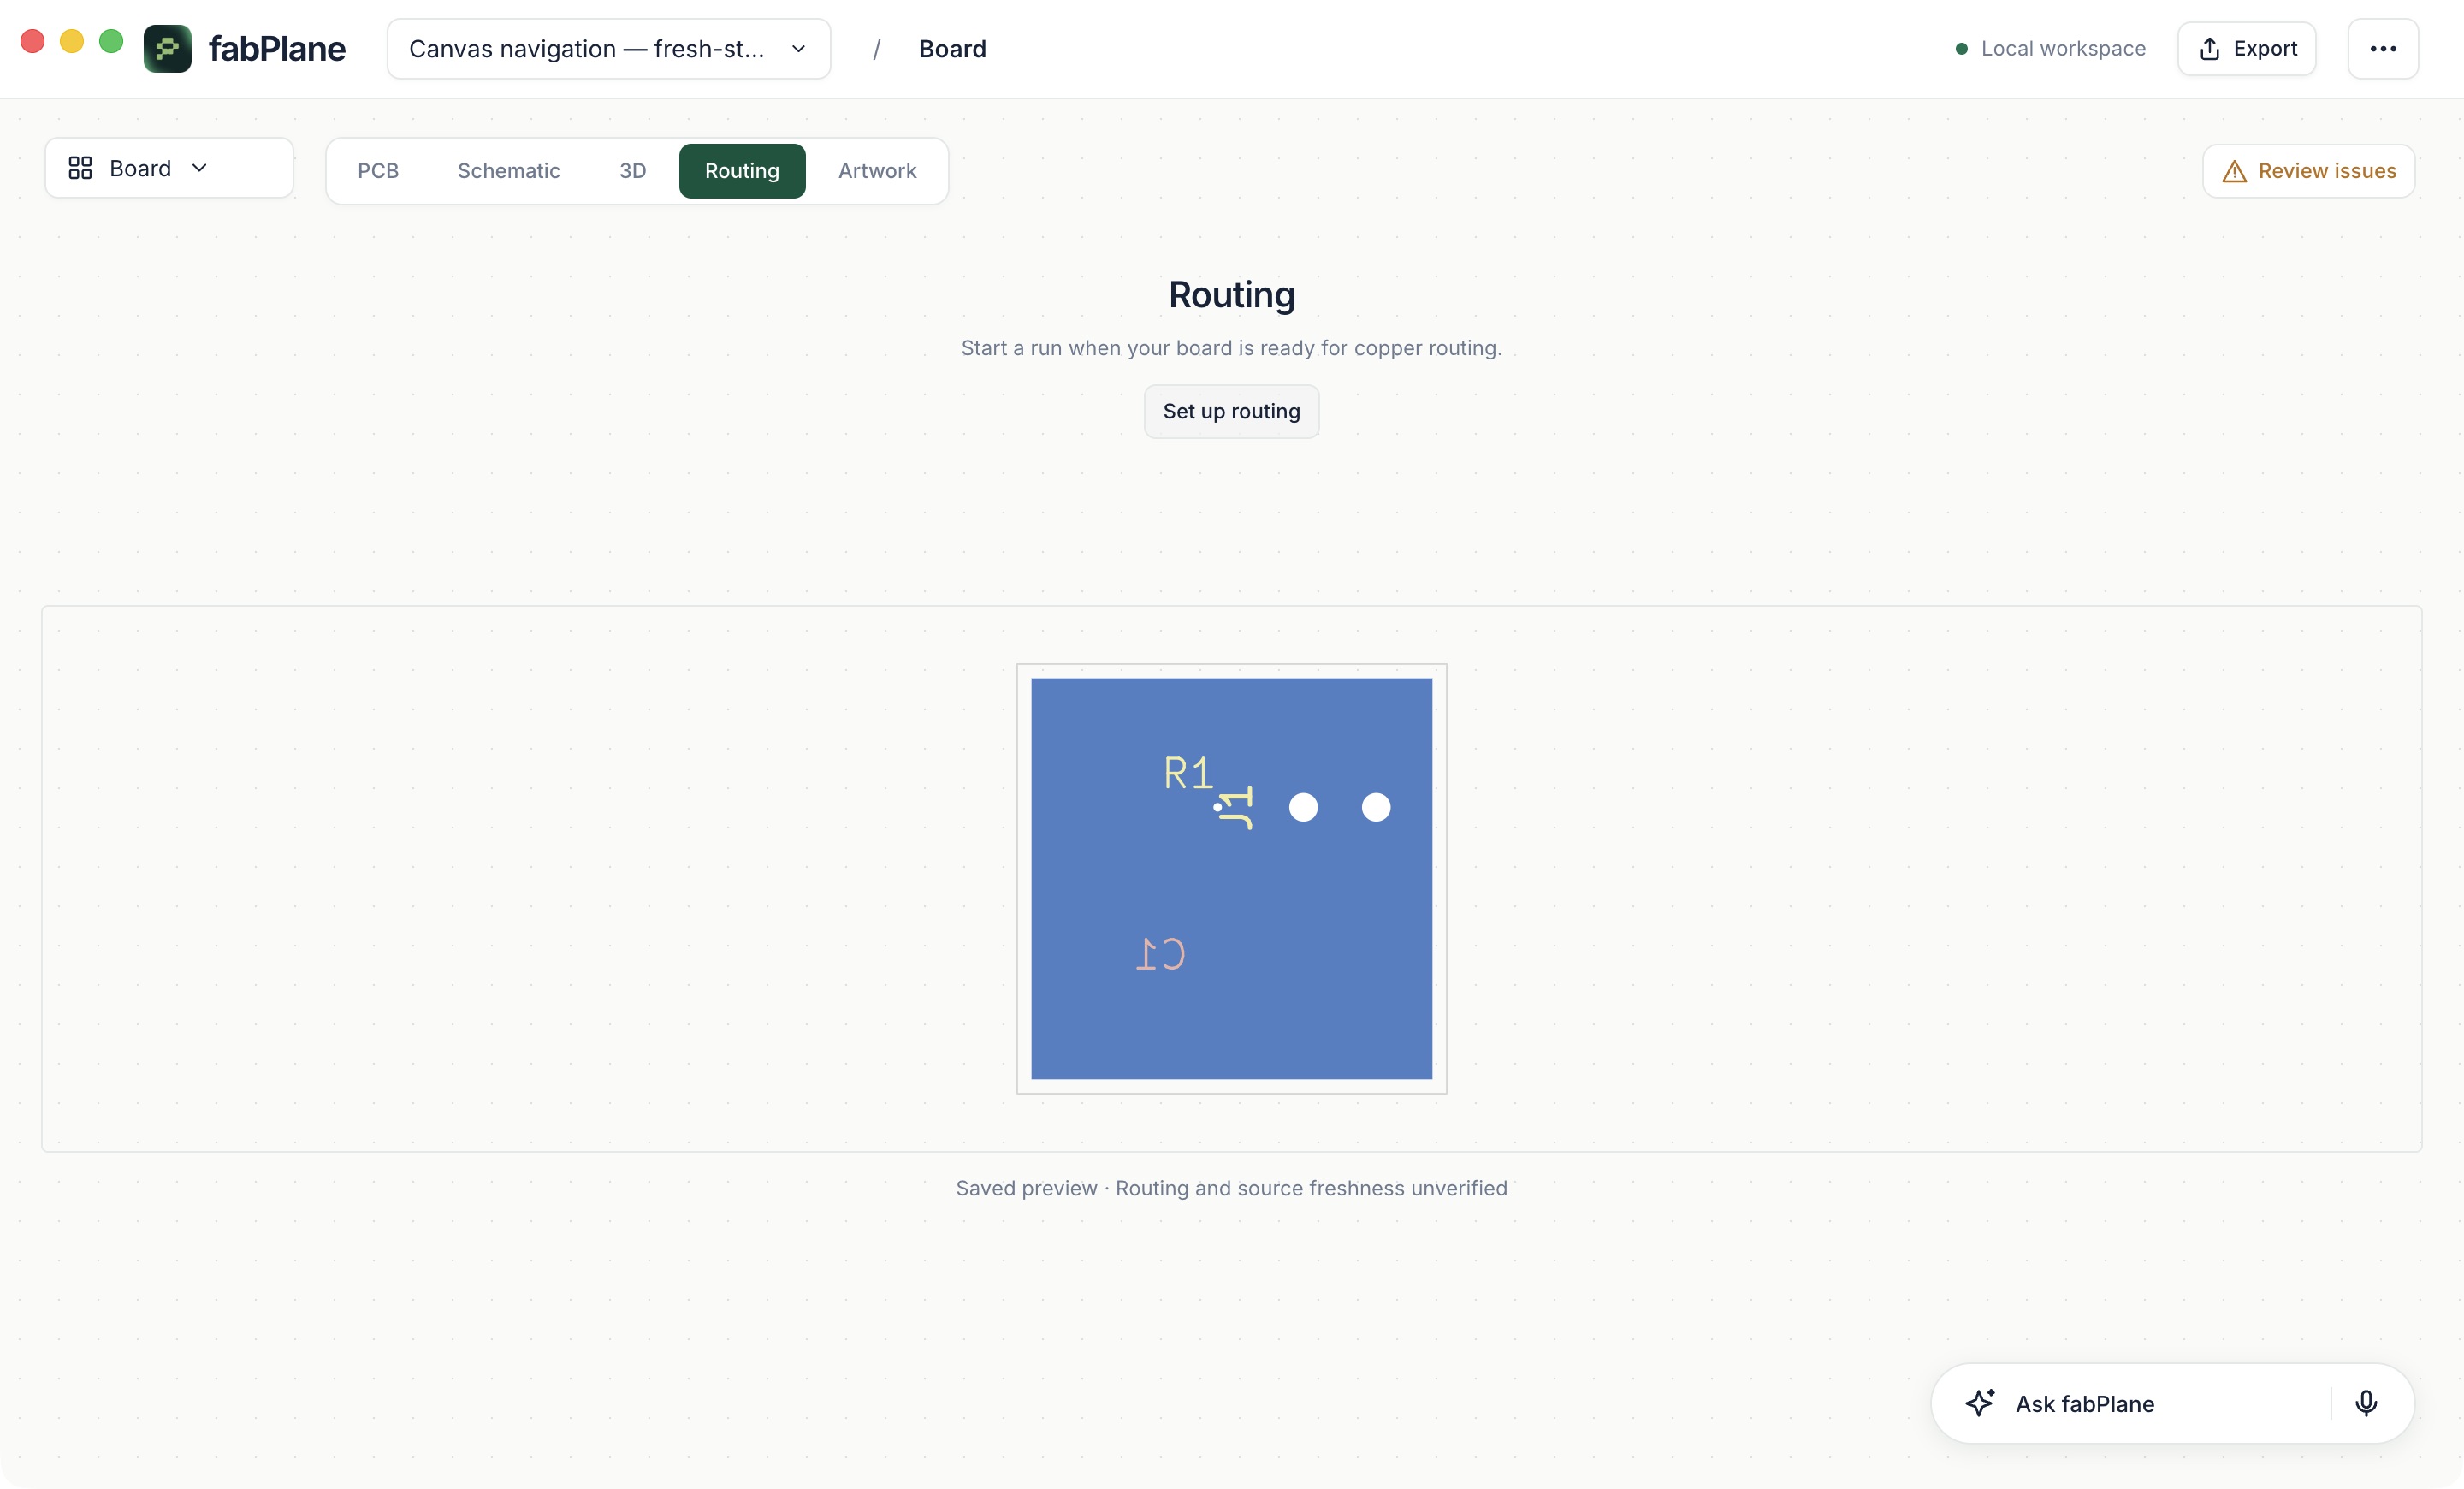 fabPlane
Canvas navigation — fresh-st...
/
Board
Local workspace
Export
Board
PCB
Schematic
3D
Routing
Artwork
Review issues
Routing
Start a run when your board is ready for copper routing.
Set up routing
R1
J1
C1
Saved preview · Routing and source freshness unverified
Ask fabPlane